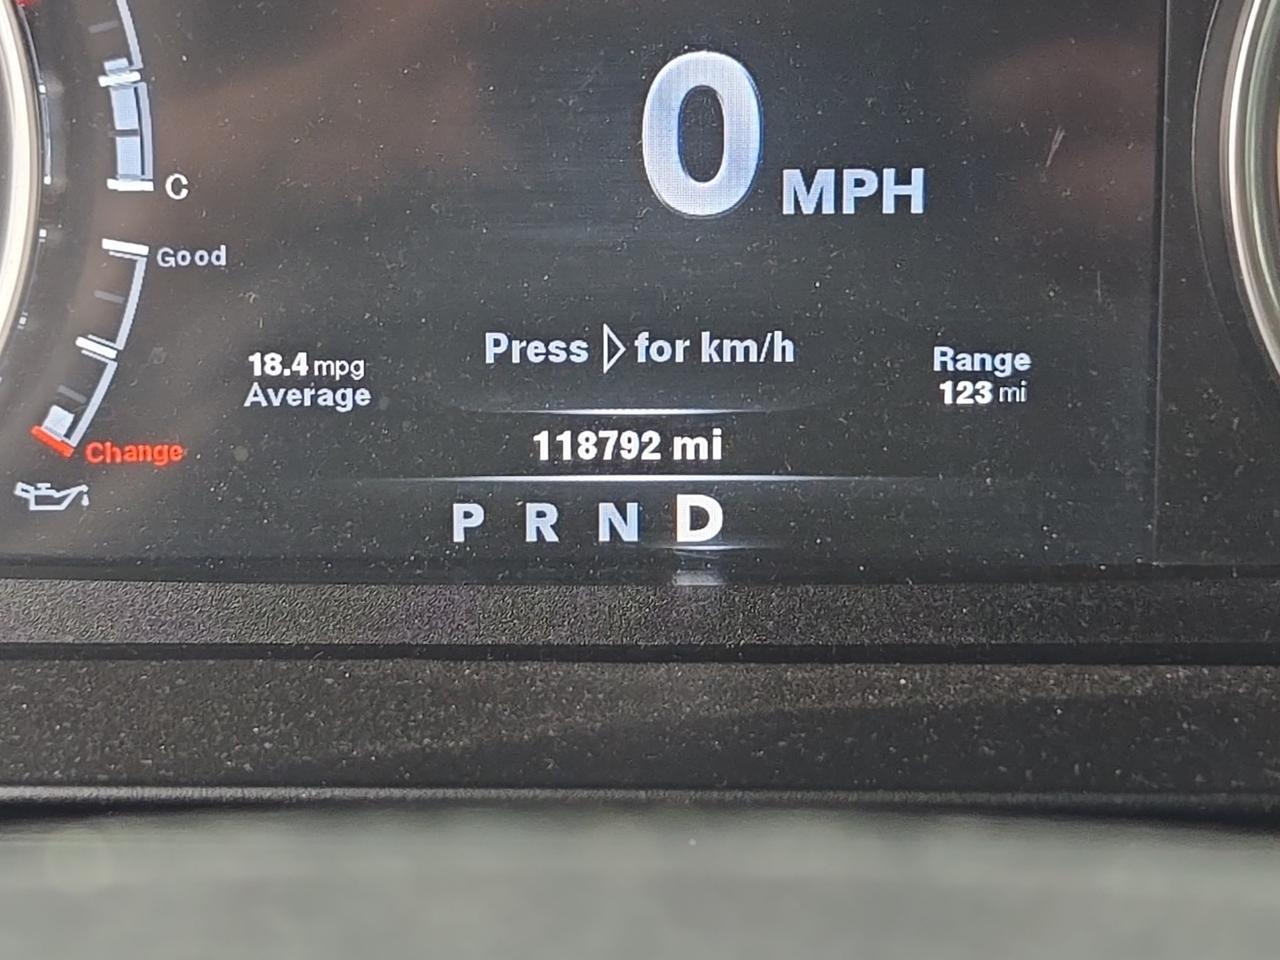 0 MPH
C
Good
Press for km/h
18.4 mpg
Average
Range
123 mi
118792 mi
Change
P R N D